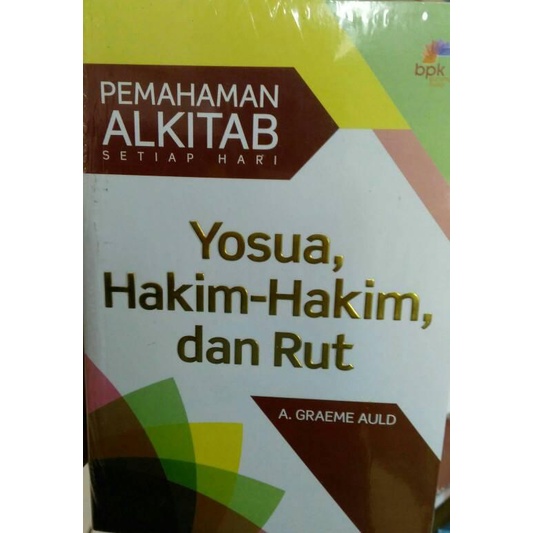 bpk
PEMAHAMAN
ALKITAB
SETIAP HARI
Yosua,
Hakim-Hakim,
dan Rut
A. GRAEME AULD